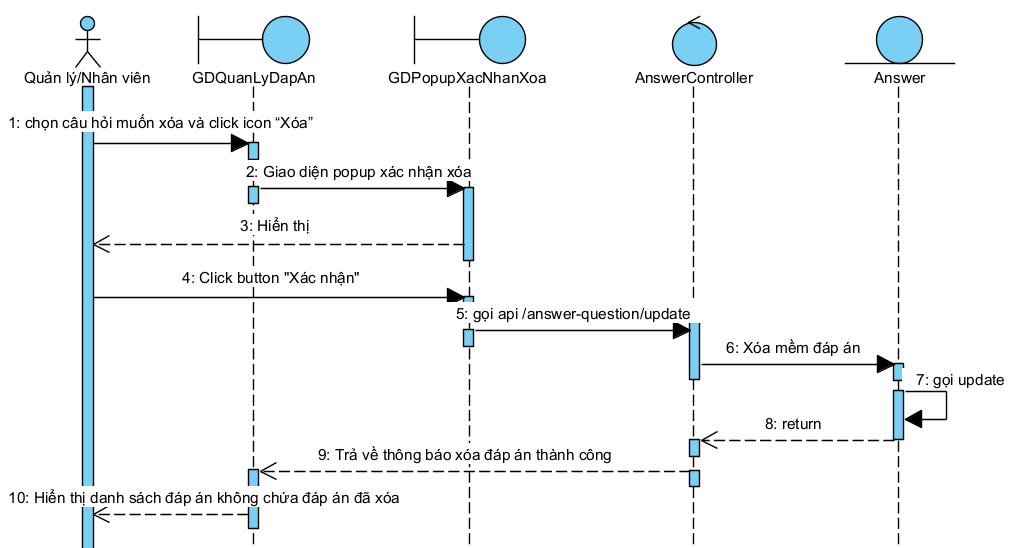 Quản lý/Nhân viên
GDQuanLyDapAn
GDPopupXacNhanXoa
AnswerController
Answer
1: chọn câu hỏi muốn xóa và click icon “Xóa”
2: Giao diện popup xác nhận xóa
3: Hiển thị
4: Click button "Xác nhận"
5: gọi api /answer-question/update
6: Xóa mềm đáp án
7: gọi update
8: return
9: Trả về thông báo xóa đáp án thành công
10: Hiển thị danh sách đáp án không chứa đáp án đã xóa